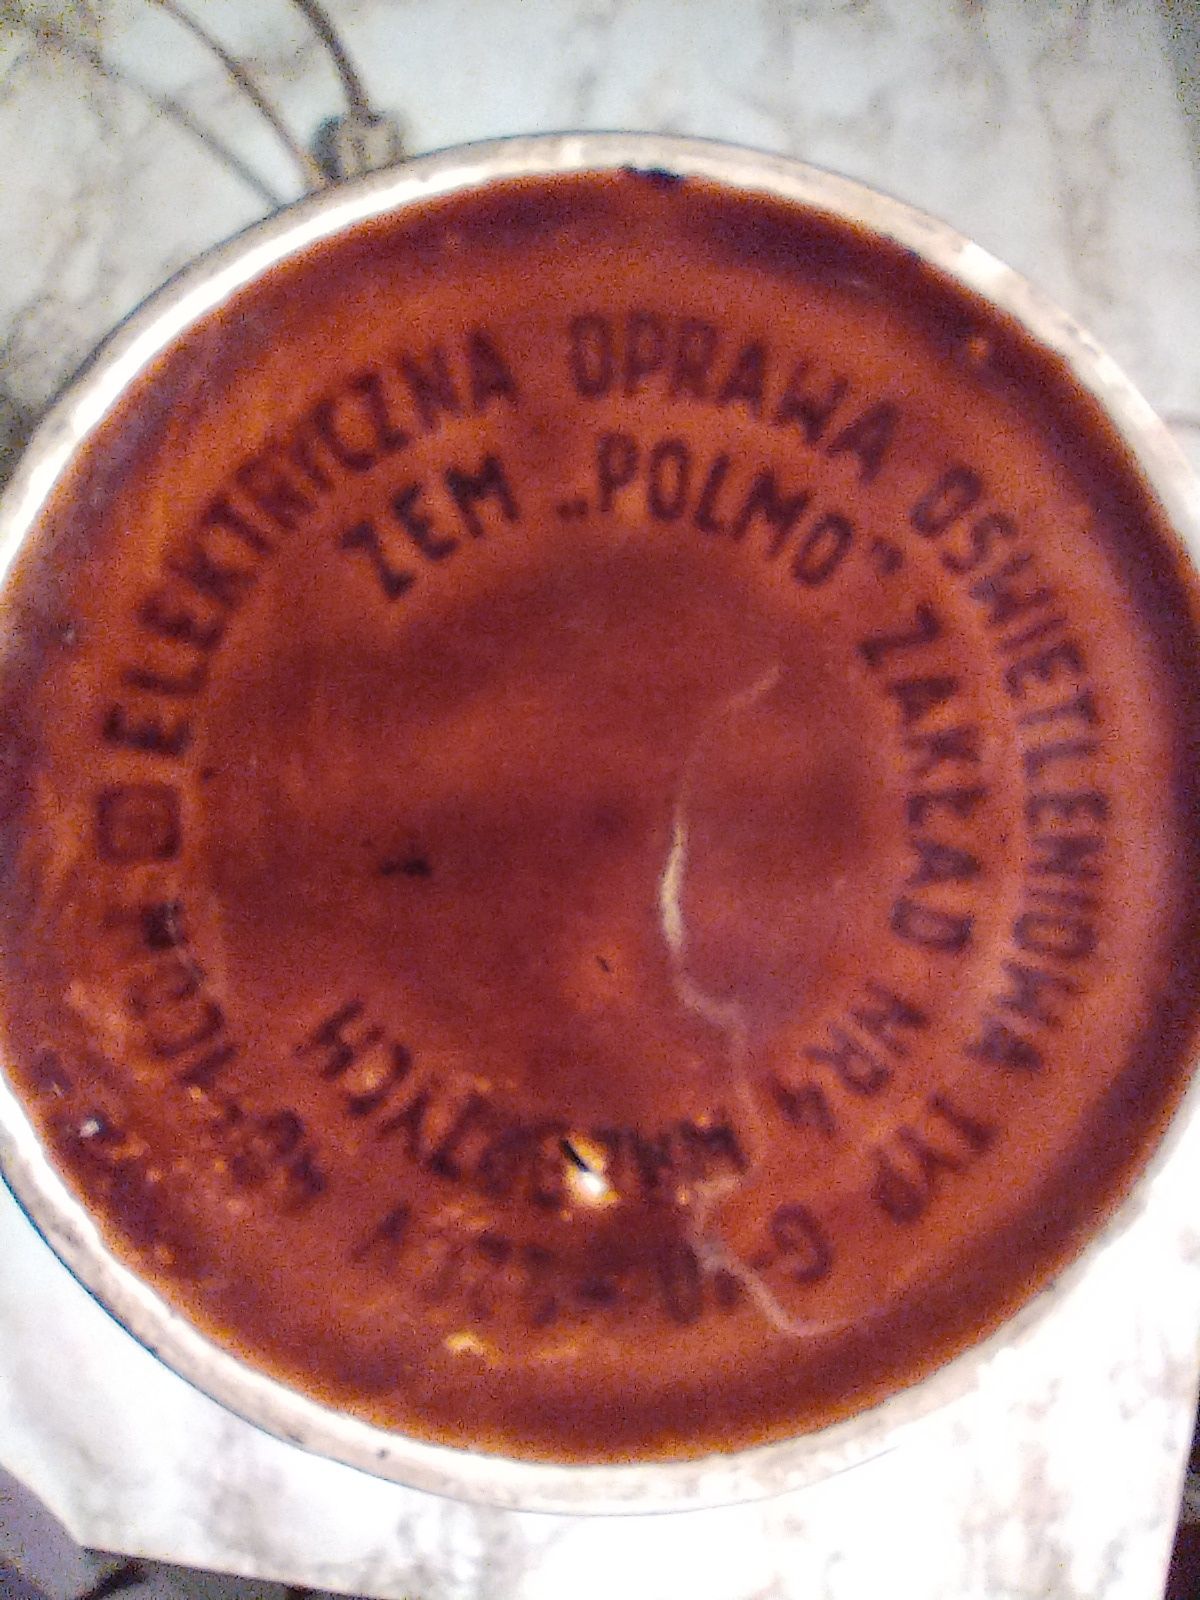 ELEKTRYCZNA OPRAWA OŚWIETLENIOWA TYP G
ZEM „POLMO” ZAKŁAD NR 4